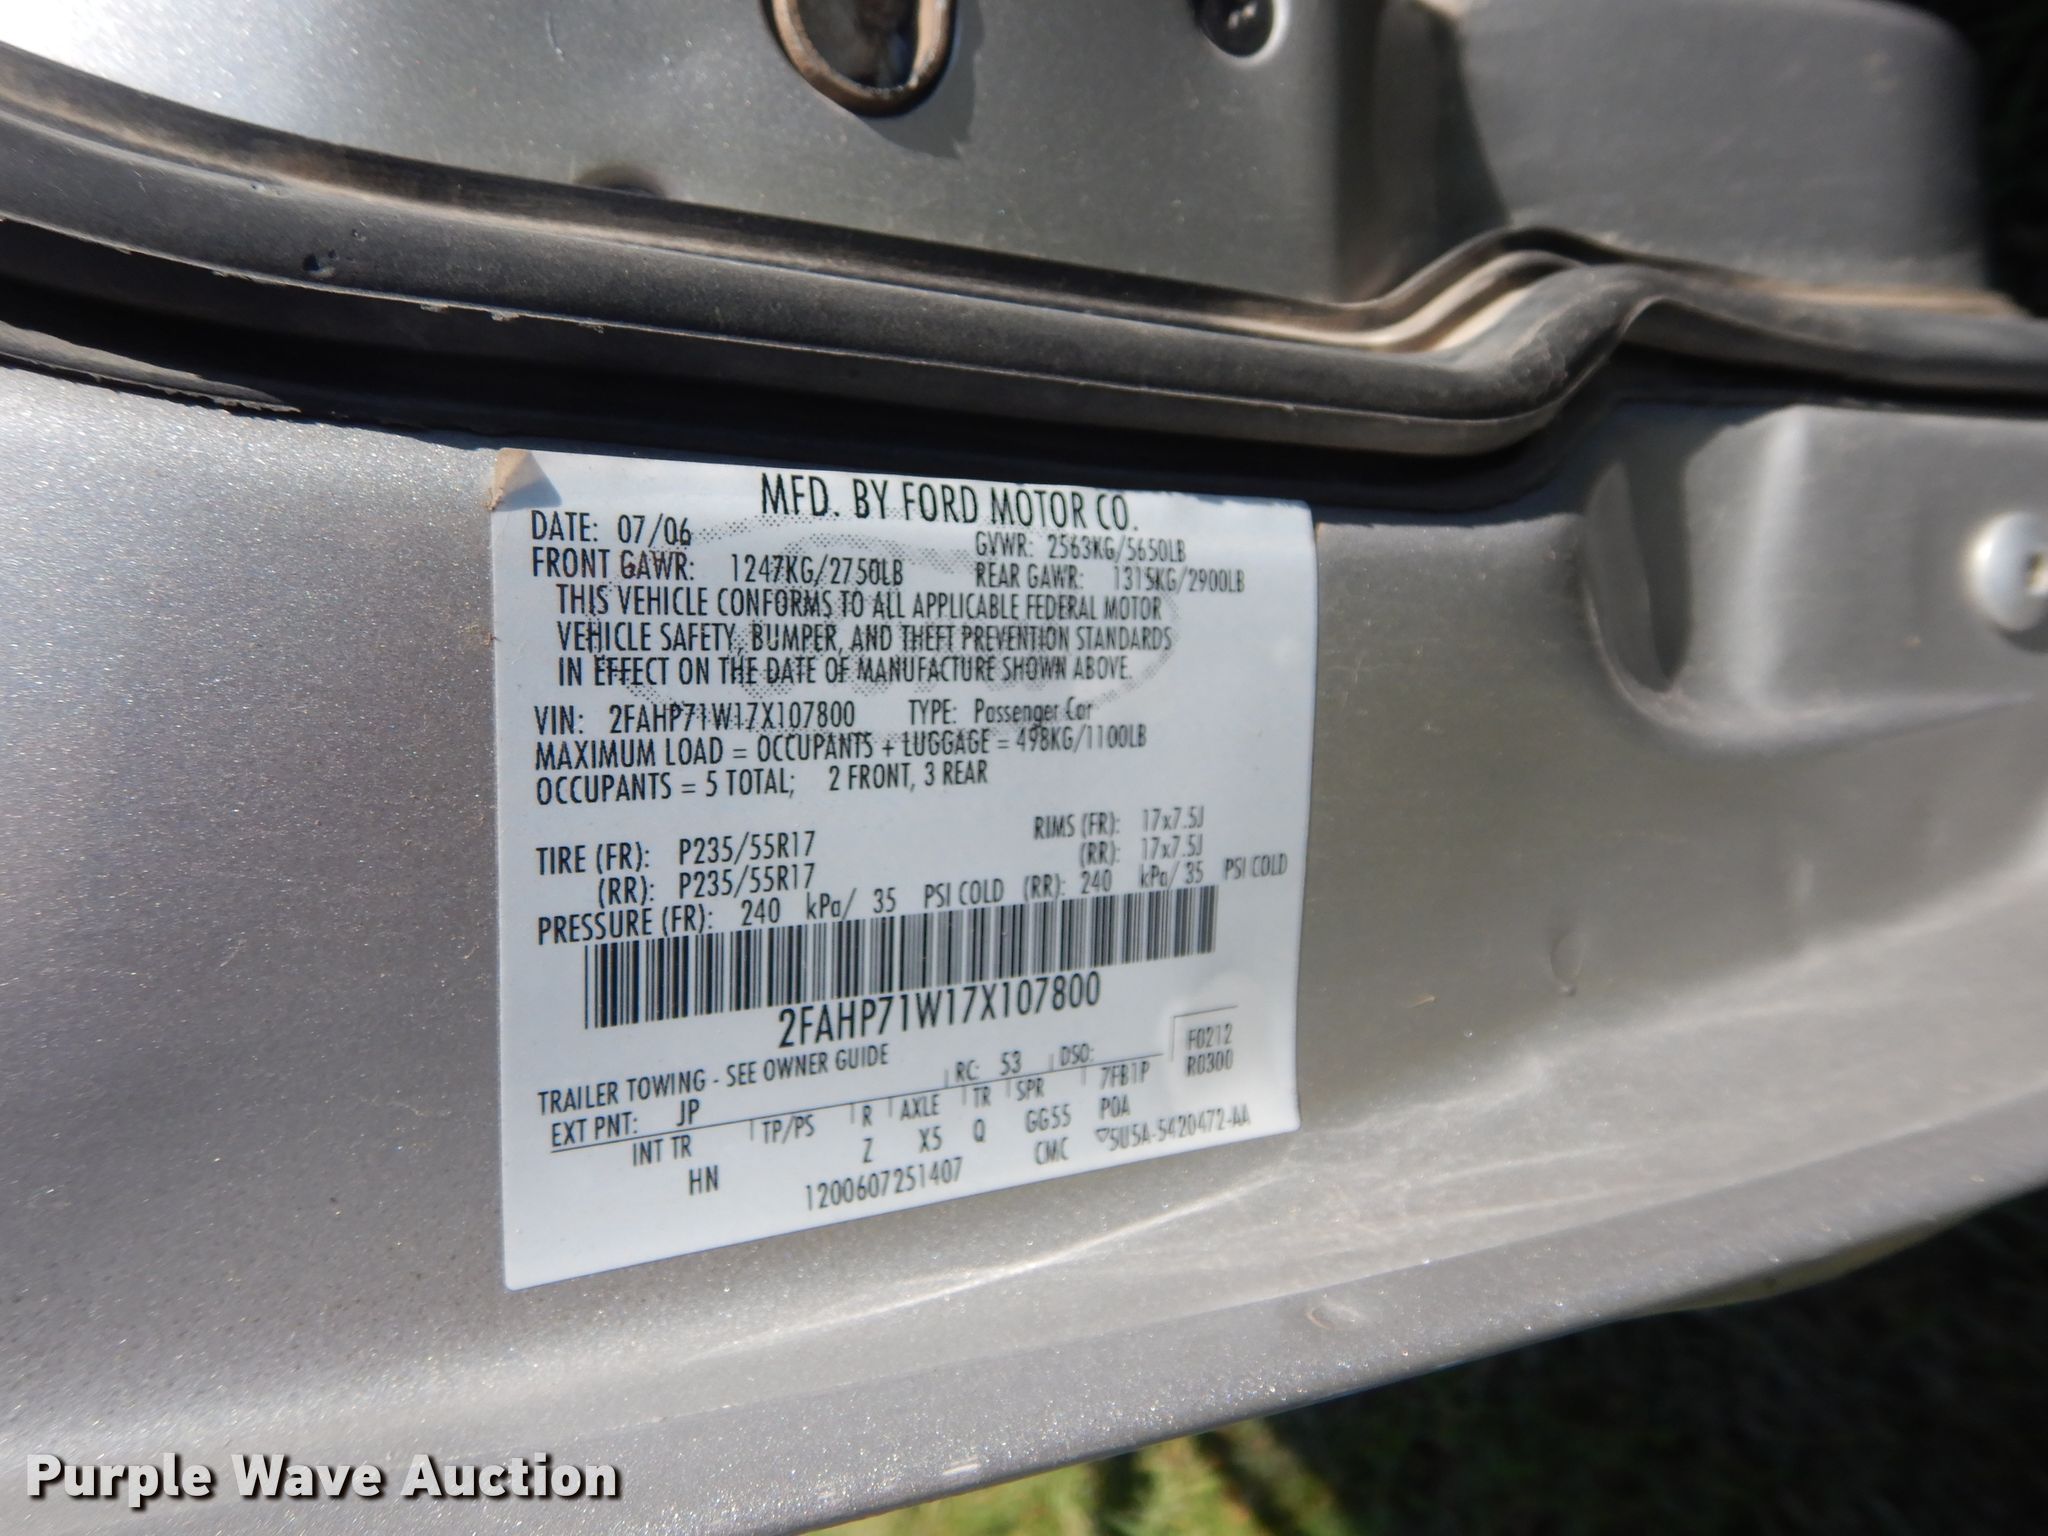 MFD. BY FORD MOTOR CO.
DATE: 07/06 GVWR: 2563KG/5650LB
FRONT GAWR: 1247KG/2750LB REAR GAWR: 1315KG/2900LB
THIS VEHICLE CONFORMS TO ALL APPLICABLE FEDERAL MOTOR
VEHICLE SAFETY, BUMPER, AND THEFT PREVENTION STANDARDS
IN EFFECT ON THE DATE OF MANUFACTURE SHOWN ABOVE.
VIN: 2FAHP71W17X107800 TYPE: Passenger Car
MAXIMUM LOAD = OCCUPANTS + LUGGAGE = 498KG/1100LB
OCCUPANTS = 5 TOTAL; 2 FRONT, 3 REAR
TIRE (FR): P235/55R17 RIMS (FR): 17x7.5J
(RR): P235/55R17 (RR): 17x7.5J
PRESSURE (FR): 240 kPa/ 35 PSI COLD (RR): 240 kPa/ 35 PSI COLD
2FAHP71W17X107800
TRAILER TOWING - SEE OWNER GUIDE
F0212
R0300
EXT PNT: JP RC: 53 DSO:
INT TR TP/PS R AXLE TR SPR 7FB1P
HN Z X5 Q GG55 POA
1200607251407 CMC ▽5U5A-5420472-AA
Purple Wave Auction